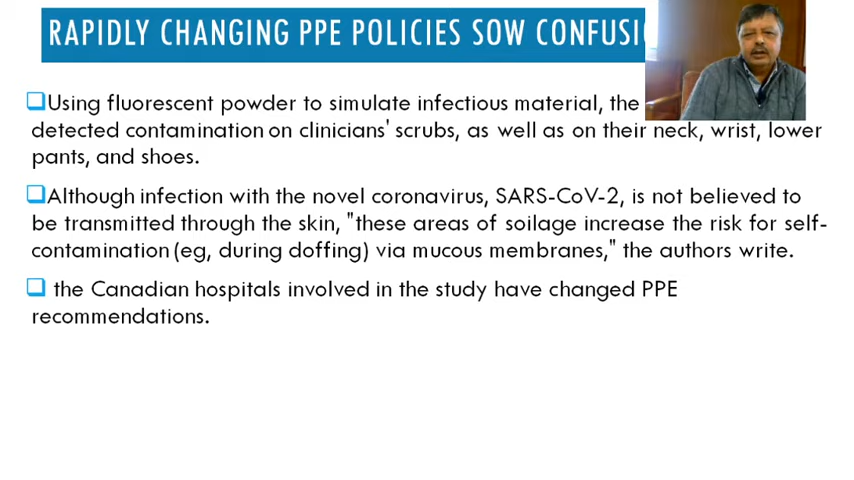 RAPIDLY CHANGING PPE POLICIES SOW CONFUSI
Using fluorescent powder to simulate infectious material, the
detected contamination on clinicians' scrubs, as well as on their neck, wrist, lower
pants, and shoes.
Although infection with the novel coronavirus, SARS-CoV-2, is not believed to
be transmitted through the skin, "these areas of soilage increase the risk for self-
contamination (eg, during doffing) via mucous membranes," the authors write.
the Canadian hospitals involved in the study have changed PPE
recommendations.